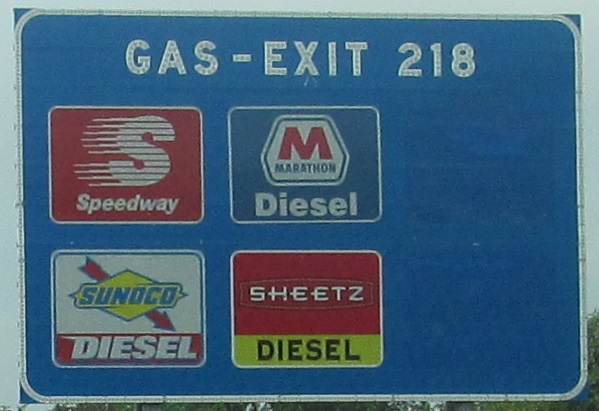 GAS - EXIT 218
S
Speedway
M
MARATHON
Diesel
SUNOCO
DIESEL
SHEETZ
DIESEL